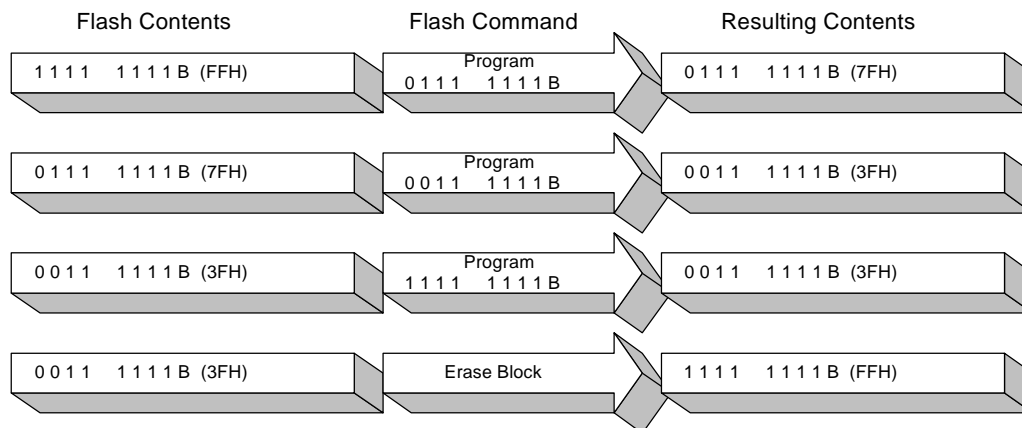 Flash Contents Flash Command Resulting Contents
1 1 1 1 1 1 1 1 B (FFH) Program 0 1 1 1 1 1 1 1 B (7FH)
0 1 1 1 1 1 1 1 B
0 1 1 1 1 1 1 1 B (7FH) Program 0 0 1 1 1 1 1 1 B (3FH)
0 0 1 1 1 1 1 1 B
0 0 1 1 1 1 1 1 B (3FH) Program 0 0 1 1 1 1 1 1 B (3FH)
1 1 1 1 1 1 1 1 B
0 0 1 1 1 1 1 1 B (3FH) Erase Block 1 1 1 1 1 1 1 1 B (FFH)